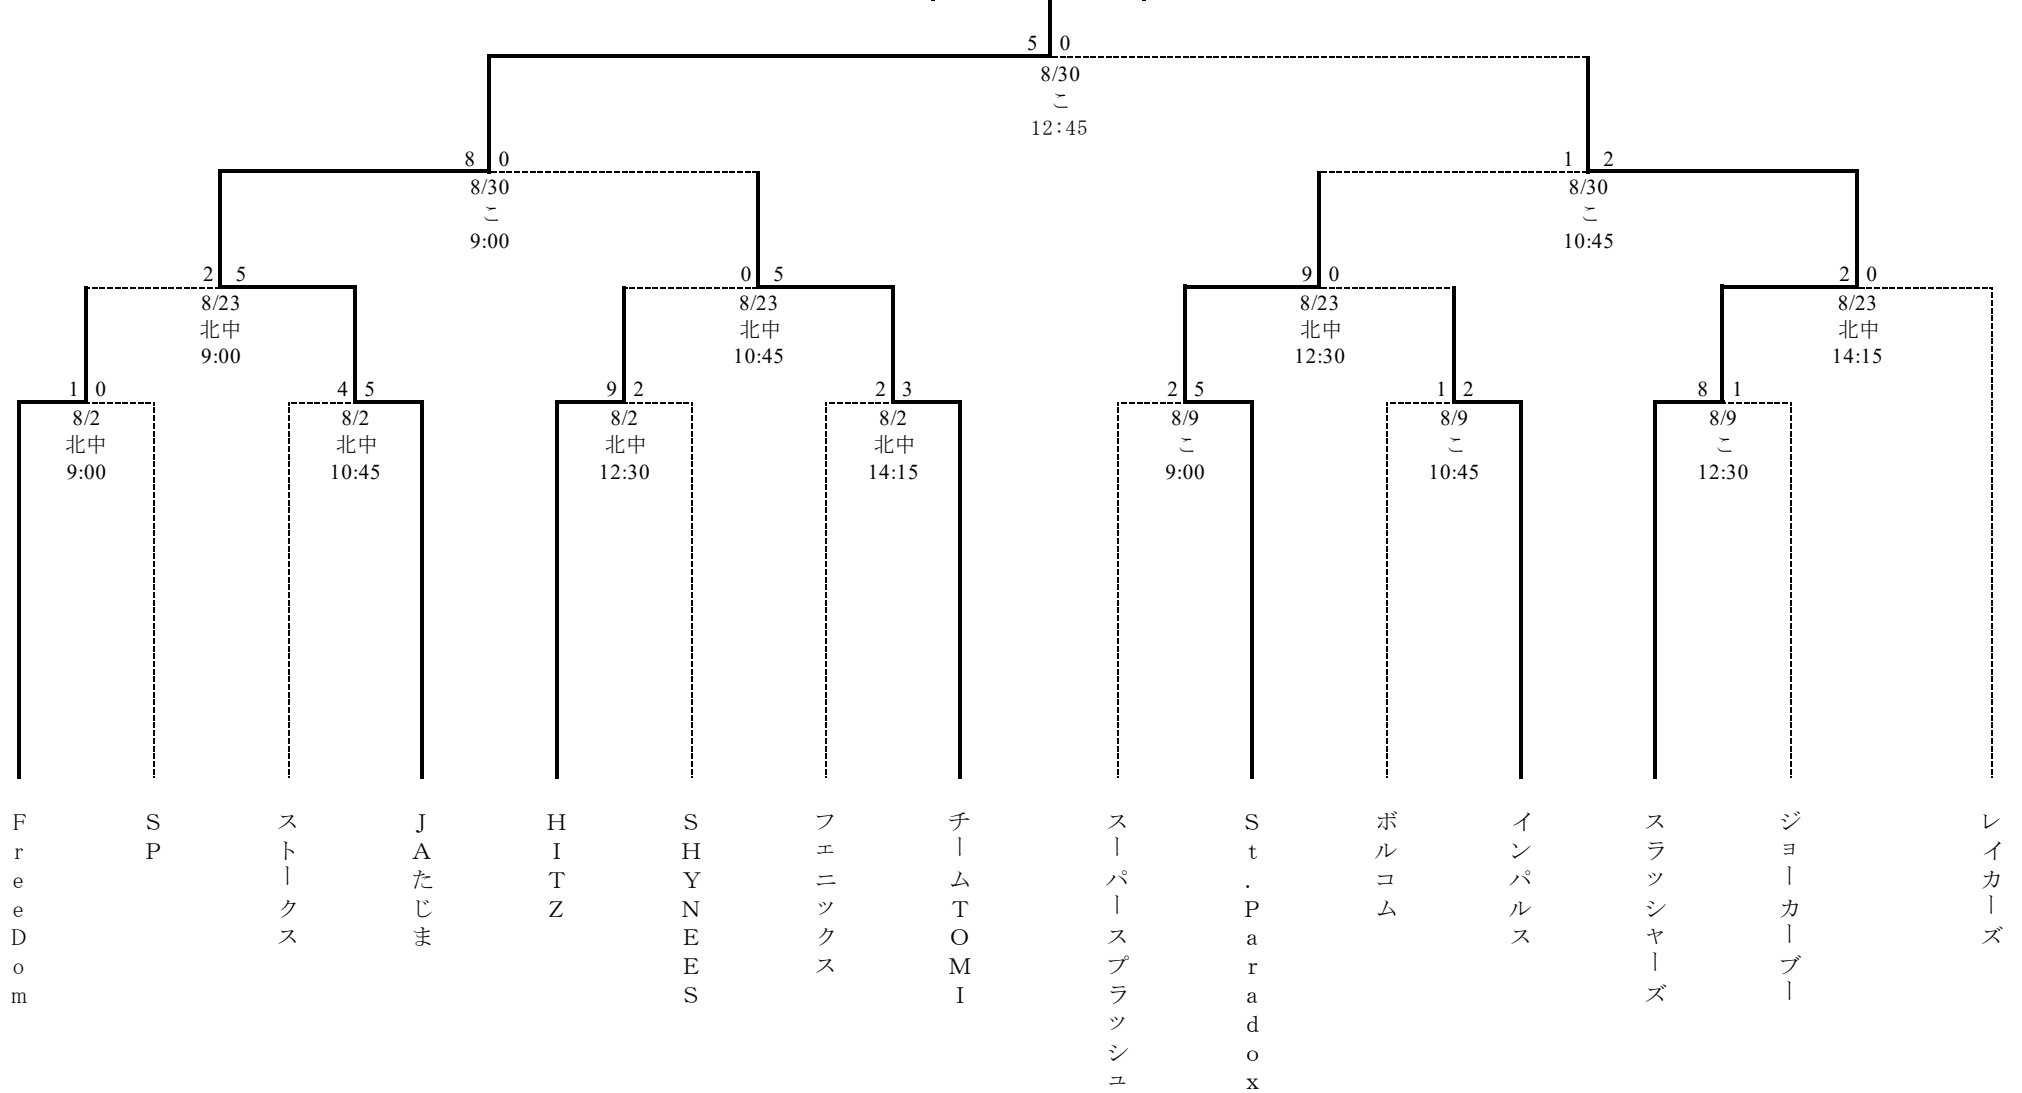 5 0
8/30
こ
12:45
8 0
8/30
こ
9:00
1 2
8/30
こ
10:45
2 5
8/23
北中
9:00
0 5
8/23
北中
10:45
9 0
8/23
北中
12:30
2 0
8/23
北中
14:15
1 0
8/2
北中
9:00
4 5
8/2
北中
10:45
9 2
8/2
北中
12:30
2 3
8/2
北中
14:15
2 5
8/9
こ
9:00
1 2
8/9
こ
10:45
8 1
8/9
こ
12:30
FreeDom
SP
ストークス
JAたじま
HITZ
SHYNEES
フェニックス
チームTOMI
スーパースプラッシュ
St.Paradox
ボルコム
インパルス
スラッシャーズ
ジョーカーブー
レイカーズ